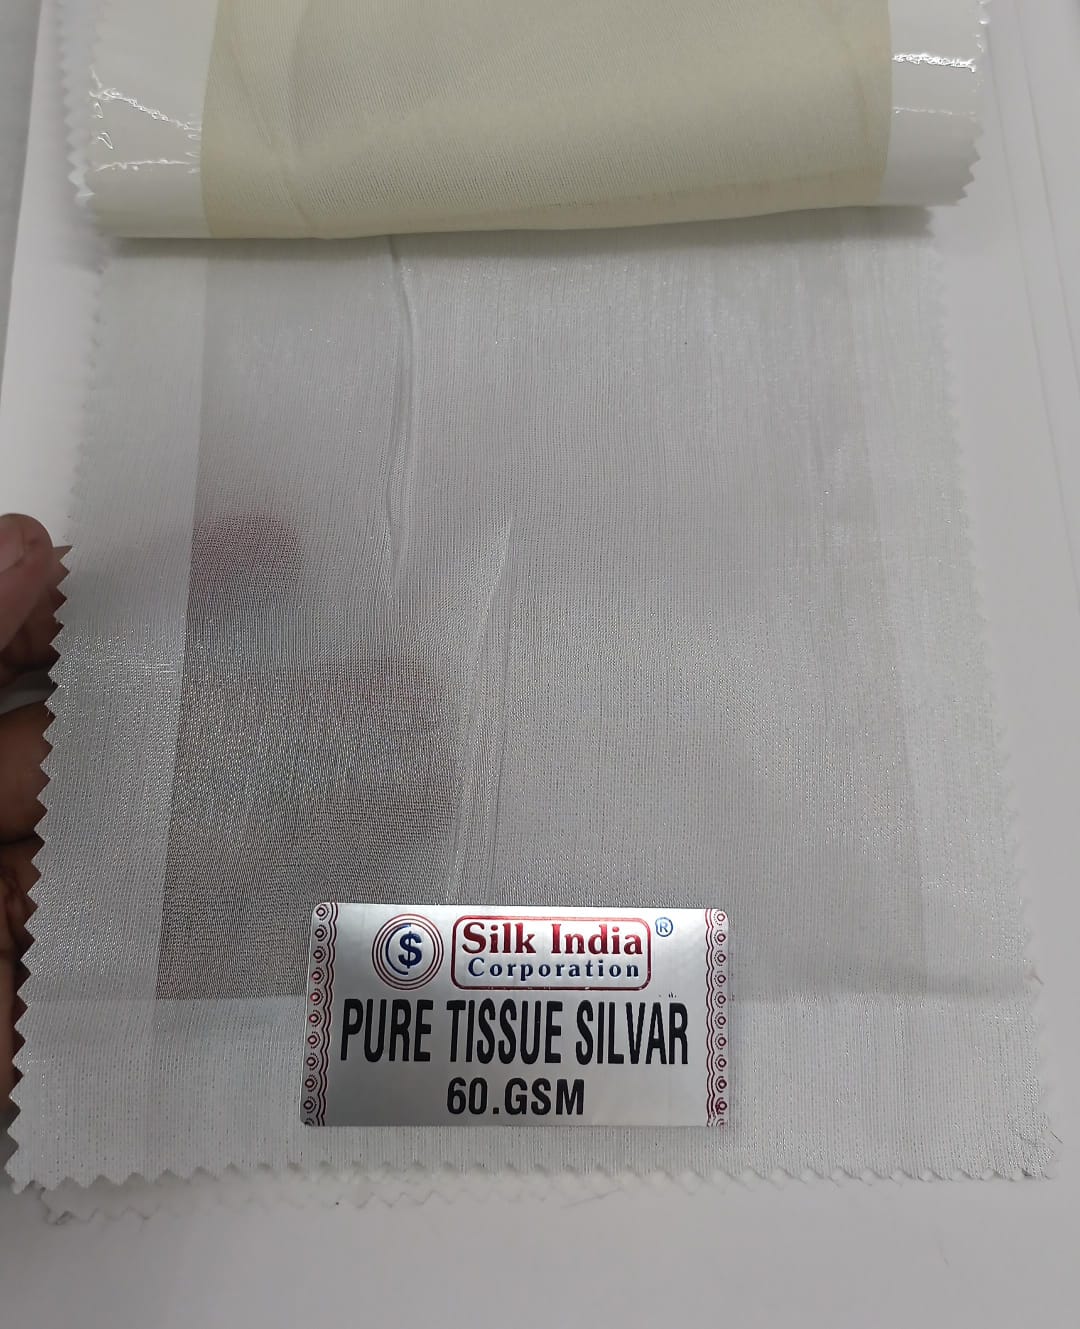 $
Silk India ®
Corporation
PURE TISSUE SILVAR
60.GSM